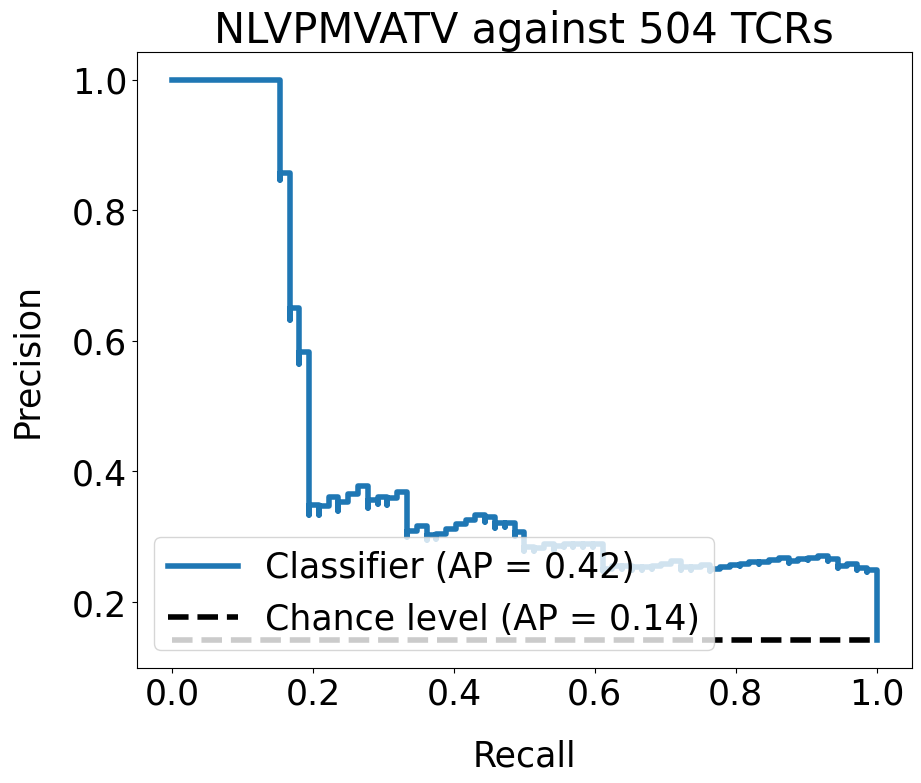 NLVPMVATV against 504 TCRs
1.0
0.8
0.6
0.4
0.2
Precision
Classifier (AP = 0.42)
Chance level (AP = 0.14)
0.0 0.2 0.4 0.6 0.8 1.0
Recall